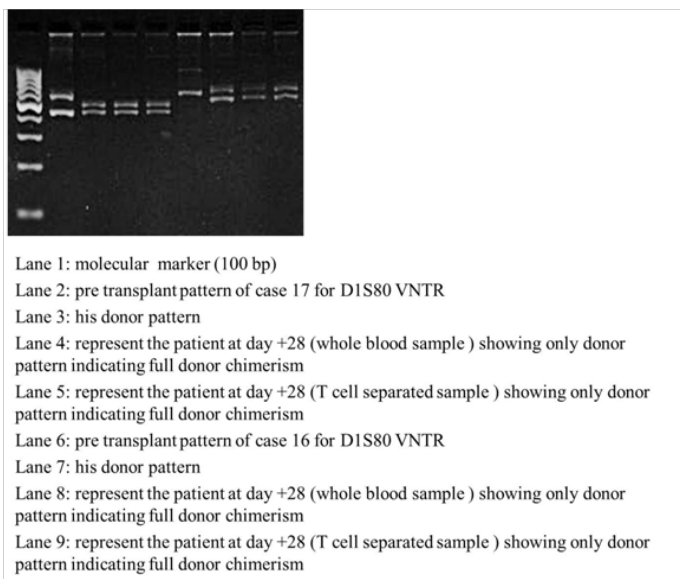 Lane 1: molecular marker (100 bp)
Lane 2: pre transplant pattern of case 17 for D1S80 VNTR
Lane 3: his donor pattern
Lane 4: represent the patient at day +28 (whole blood sample ) showing only donor
pattern indicating full donor chimerism
Lane 5: represent the patient at day +28 (T cell separated sample ) showing only donor
pattern indicating full donor chimerism
Lane 6: pre transplant pattern of case 16 for D1S80 VNTR
Lane 7: his donor pattern
Lane 8: represent the patient at day +28 (whole blood sample ) showing only donor
pattern indicating full donor chimerism
Lane 9: represent the patient at day +28 (T cell separated sample ) showing only donor
pattern indicating full donor chimerism